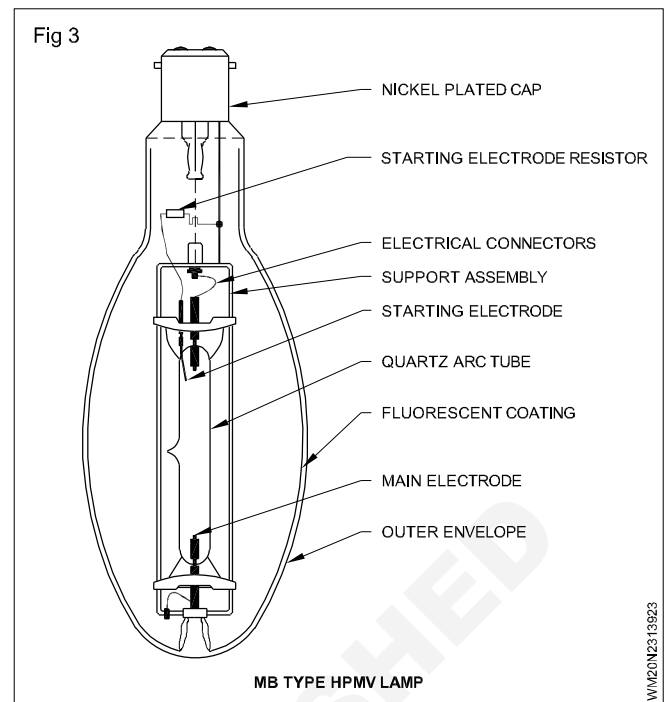 Fig 3
NICKEL PLATED CAP
STARTING ELECTRODE RESISTOR
ELECTRICAL CONNECTORS
SUPPORT ASSEMBLY
STARTING ELECTRODE
QUARTZ ARC TUBE
FLUORESCENT COATING
MAIN ELECTRODE
OUTER ENVELOPE
MB TYPE HPMV LAMP
WM20N2313923
SHED